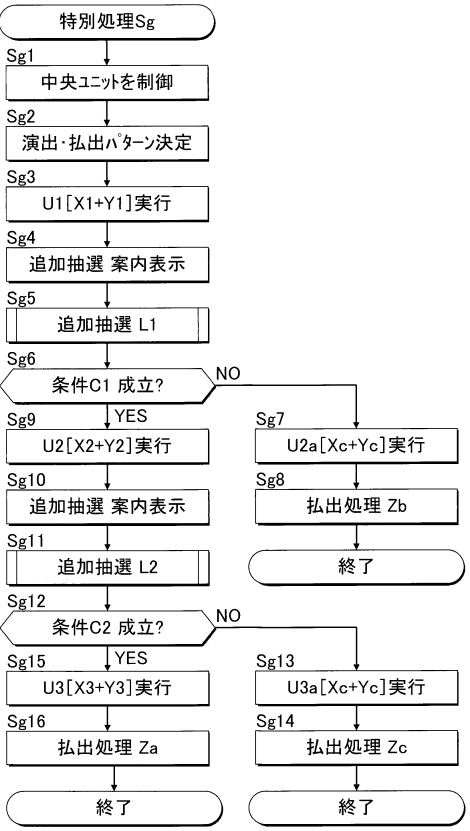 特別処理Sg
Sg1
中央ユニットを制御
Sg2
演出・払出パターン決定
Sg3
U1[X1+Y1]実行
Sg4
追加抽選 案内表示
Sg5
追加抽選 L1
Sg6
条件C1 成立?
NO
YES
Sg7
U2a[Xc+Yc]実行
Sg8
払出処理 Zb
終了
Sg9
U2[X2+Y2]実行
Sg10
追加抽選 案内表示
Sg11
追加抽選 L2
Sg12
条件C2 成立?
NO
YES
Sg13
U3a[Xc+Yc]実行
Sg14
払出処理 Zc
終了
Sg15
U3[X3+Y3]実行
Sg16
払出処理 Za
終了